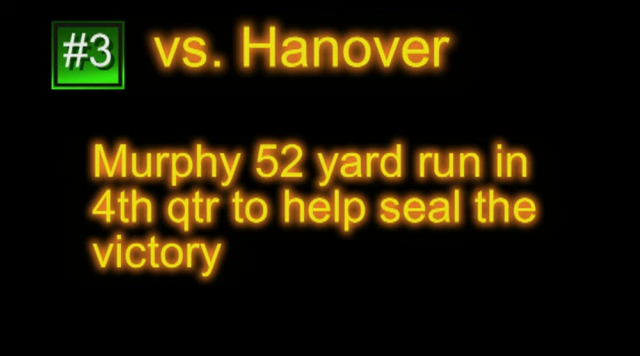 #3 vs. Hanover
Murphy 52 yard run in
4th qtr to help seal the
victory